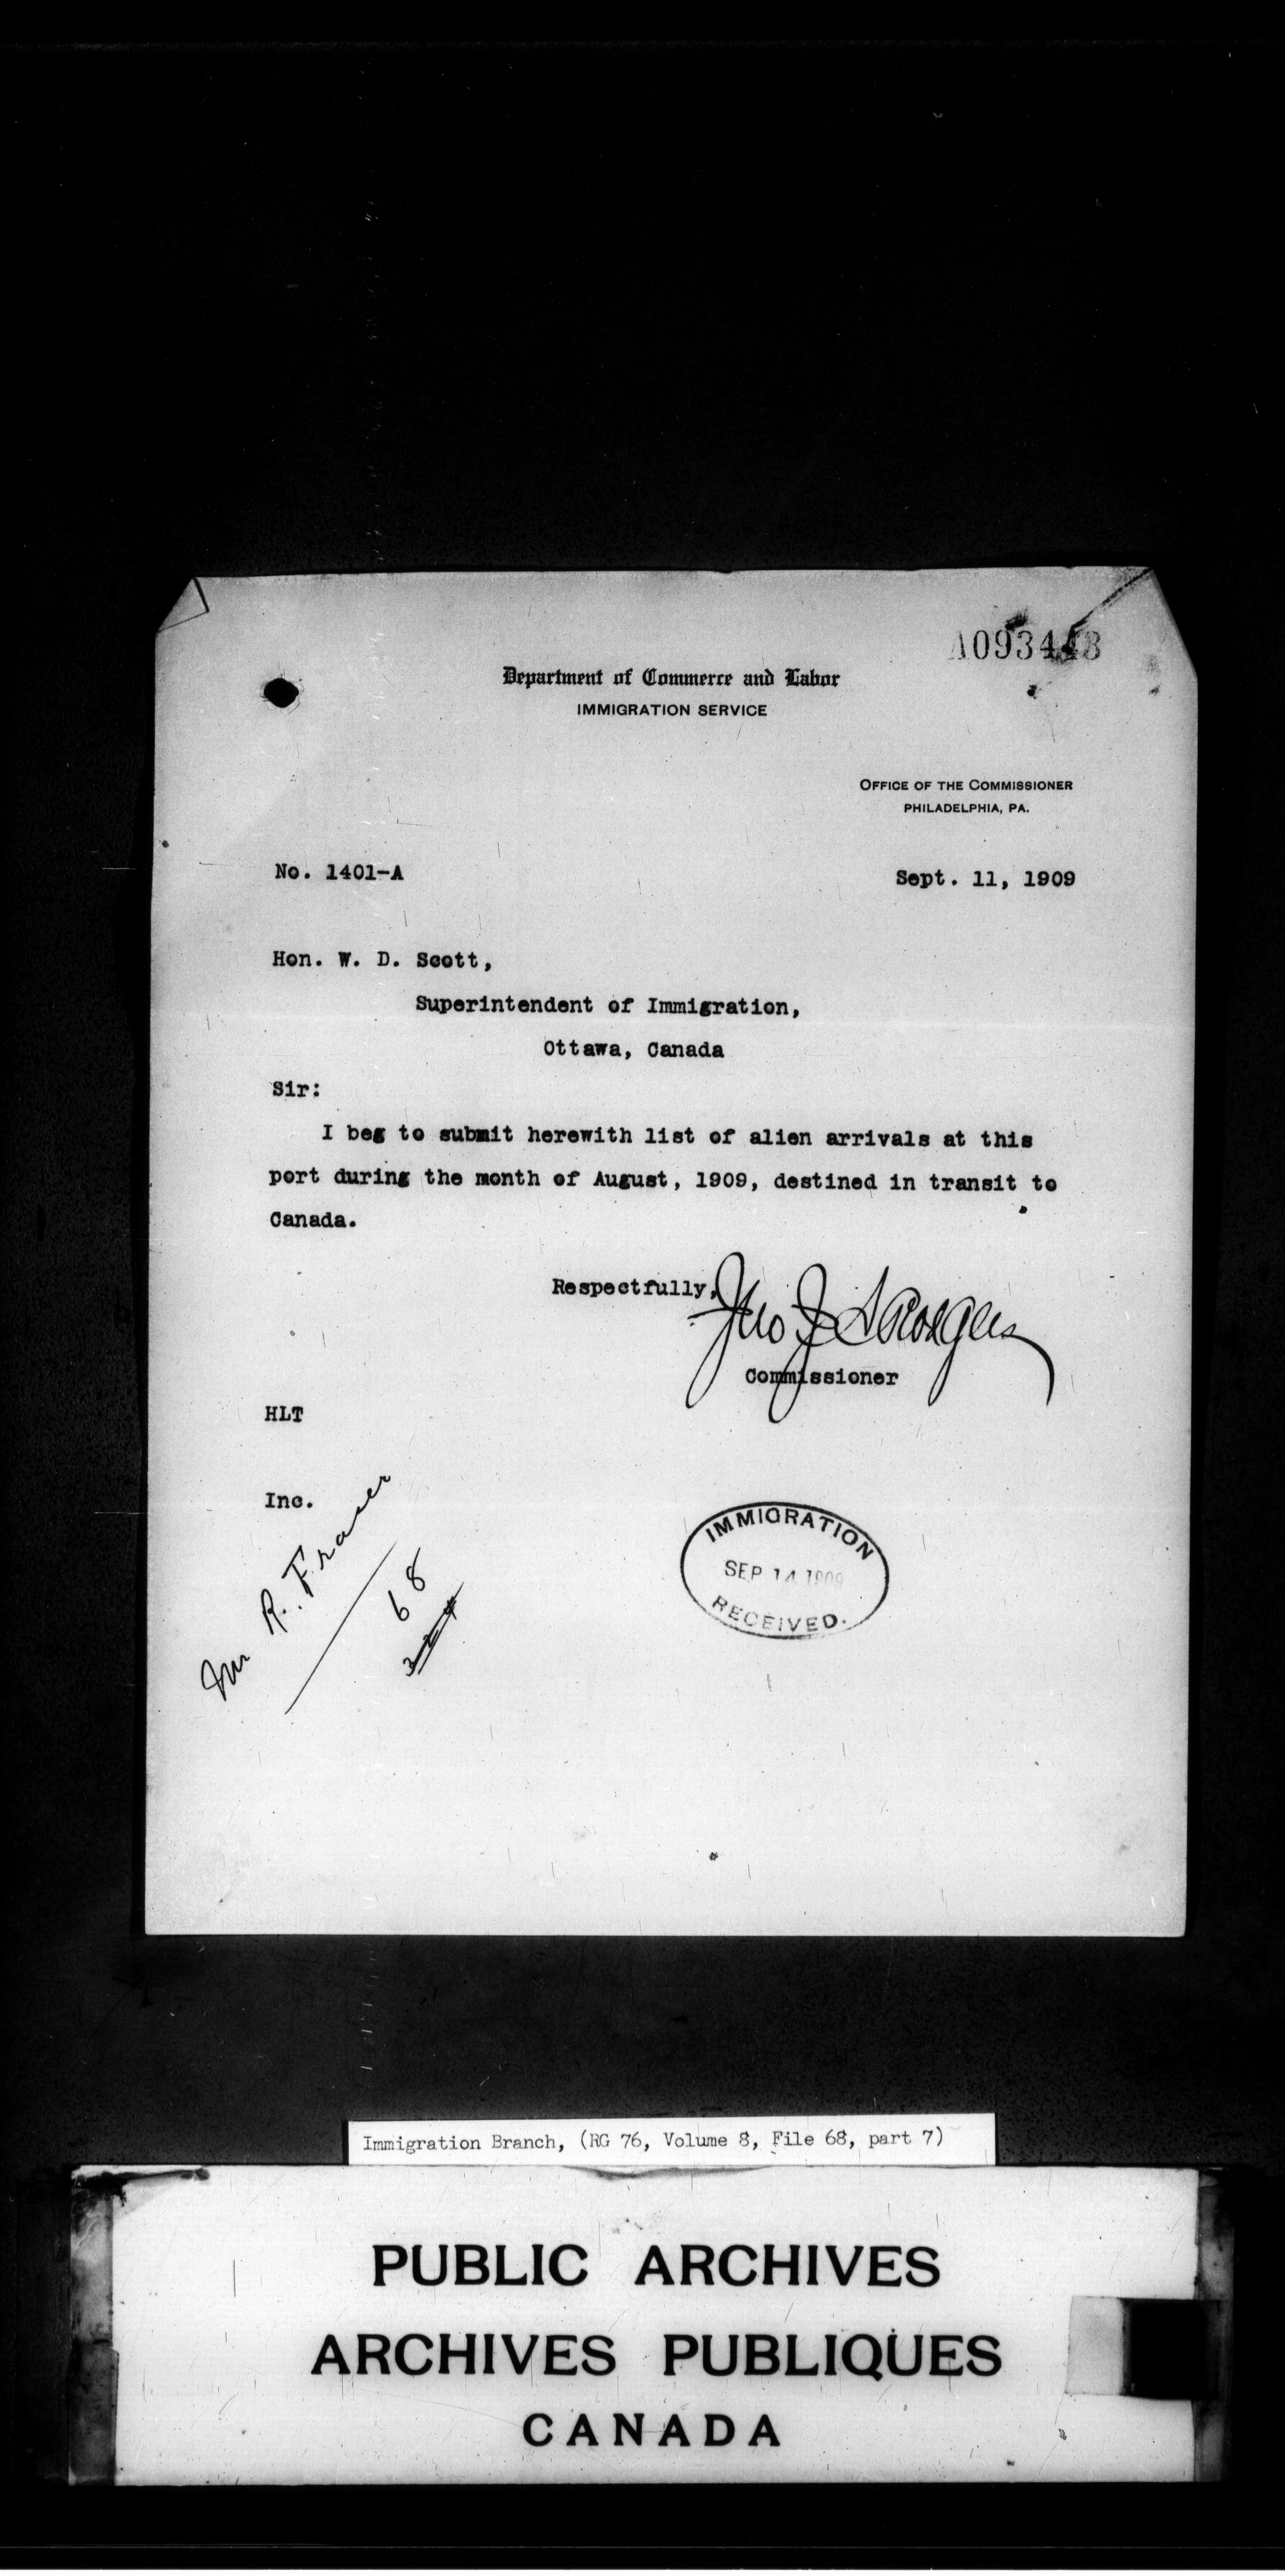 A093443
Department of Commerce and Labor
IMMIGRATION SERVICE
OFFICE OF THE COMMISSIONER
PHILADELPHIA, PA.
No. 1401-A
Sept. 11, 1909
Hon. W. D. Scott,
Superintendent of Immigration,
Ottawa, Canada
Sir:
I beg to submit herewith list of alien arrivals at this
port during the month of August, 1909, destined in transit to
Canada.
Respectfully,
Jno J S Rodgers
Commissioner
HLT
Inc.
Mr R. Fraser
68
IMMIGRATION
SEP 14 1909
RECEIVED.
Immigration Branch, (RG 76, Volume 8, File 68, part 7)
PUBLIC ARCHIVES
ARCHIVES PUBLIQUES
CANADA